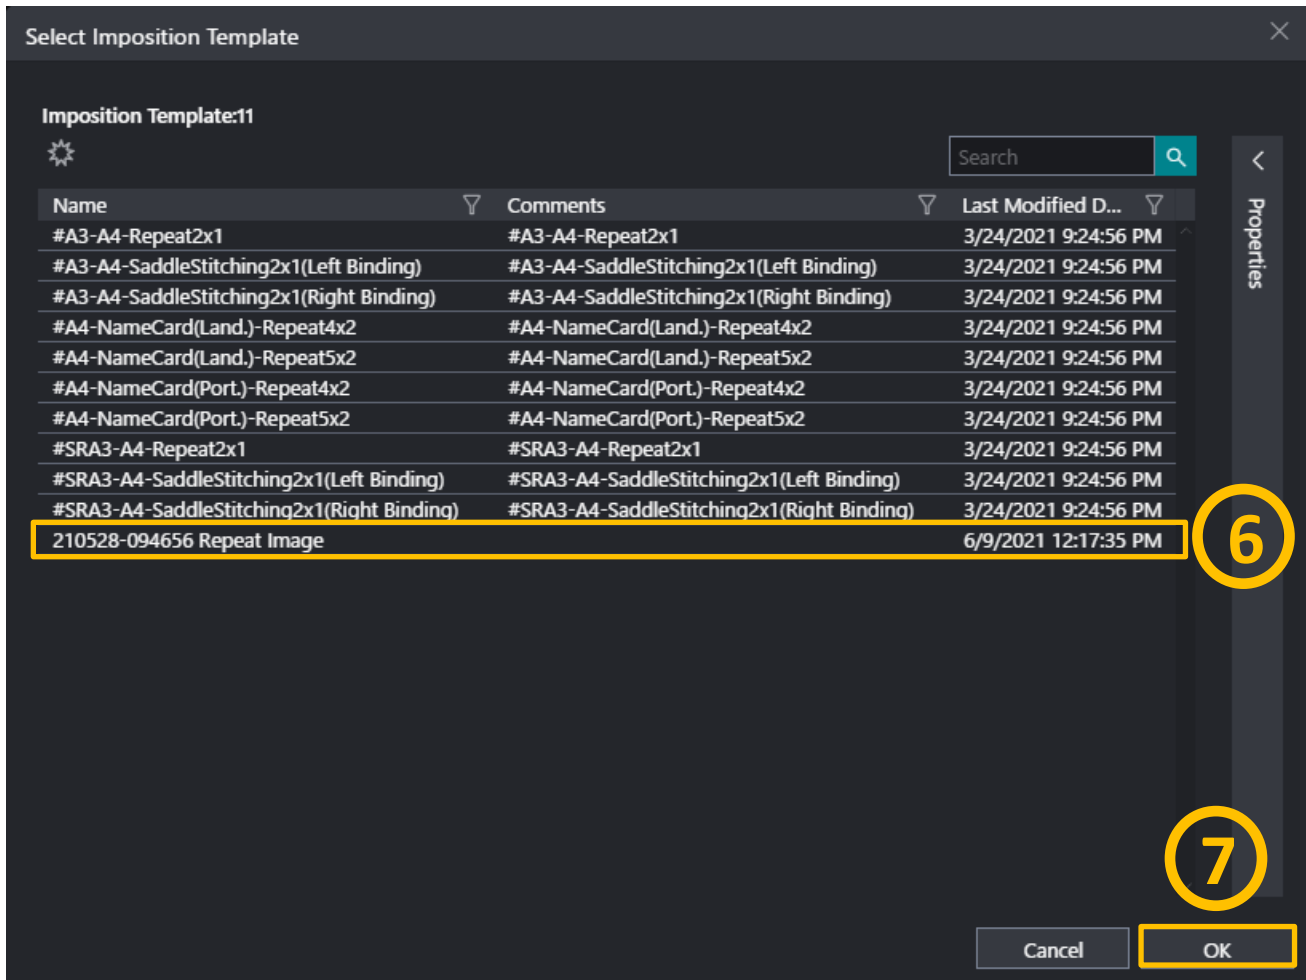 Select Imposition Template
Imposition Template:11
Search
Name Comments Last Modified D...
#A3-A4-Repeat2x1 #A3-A4-Repeat2x1 3/24/2021 9:24:56 PM
#A3-A4-SaddleStitching2x1(Left Binding) #A3-A4-SaddleStitching2x1(Left Binding) 3/24/2021 9:24:56 PM
#A3-A4-SaddleStitching2x1(Right Binding) #A3-A4-SaddleStitching2x1(Right Binding) 3/24/2021 9:24:56 PM
#A4-NameCard(Land.)-Repeat4x2 #A4-NameCard(Land.)-Repeat4x2 3/24/2021 9:24:56 PM
#A4-NameCard(Land.)-Repeat5x2 #A4-NameCard(Land.)-Repeat5x2 3/24/2021 9:24:56 PM
#A4-NameCard(Port.)-Repeat4x2 #A4-NameCard(Port.)-Repeat4x2 3/24/2021 9:24:56 PM
#A4-NameCard(Port.)-Repeat5x2 #A4-NameCard(Port.)-Repeat5x2 3/24/2021 9:24:56 PM
#SRA3-A4-Repeat2x1 #SRA3-A4-Repeat2x1 3/24/2021 9:24:56 PM
#SRA3-A4-SaddleStitching2x1(Left Binding) #SRA3-A4-SaddleStitching2x1(Left Binding) 3/24/2021 9:24:56 PM
#SRA3-A4-SaddleStitching2x1(Right Binding) #SRA3-A4-SaddleStitching2x1(Right Binding) 3/24/2021 9:24:56 PM
210528-094656 Repeat Image 6/9/2021 12:17:35 PM
6
Properties
7
Cancel OK